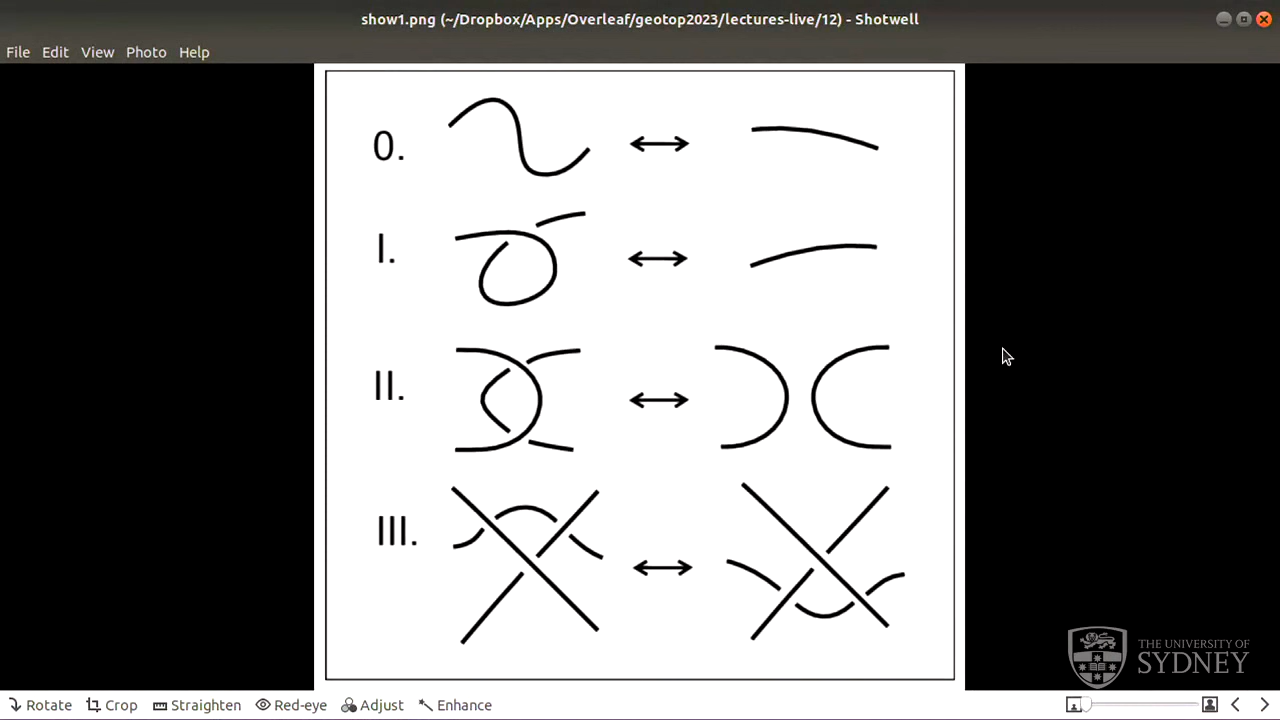 show1.png (~/Dropbox/Apps/Overleaf/geotop2023/lectures-live/12) - Shotwell
File Edit View Photo Help
0.
I.
II.
III.
THE UNIVERSITY OF
SYDNEY
Rotate Crop Straighten Red-eye Adjust Enhance